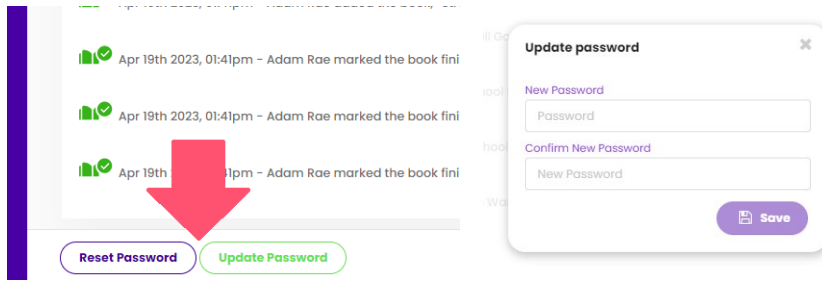 Apr 19th 2023, 01:41pm - Adam Rae marked the book fini
Apr 19th 2023, 01:41pm - Adam Rae marked the book fini
Apr 19th 41pm - Adam Rae marked the book fini
Reset Password
Update Password
Update password
New Password
Password
Confirm New Password
New Password
Save